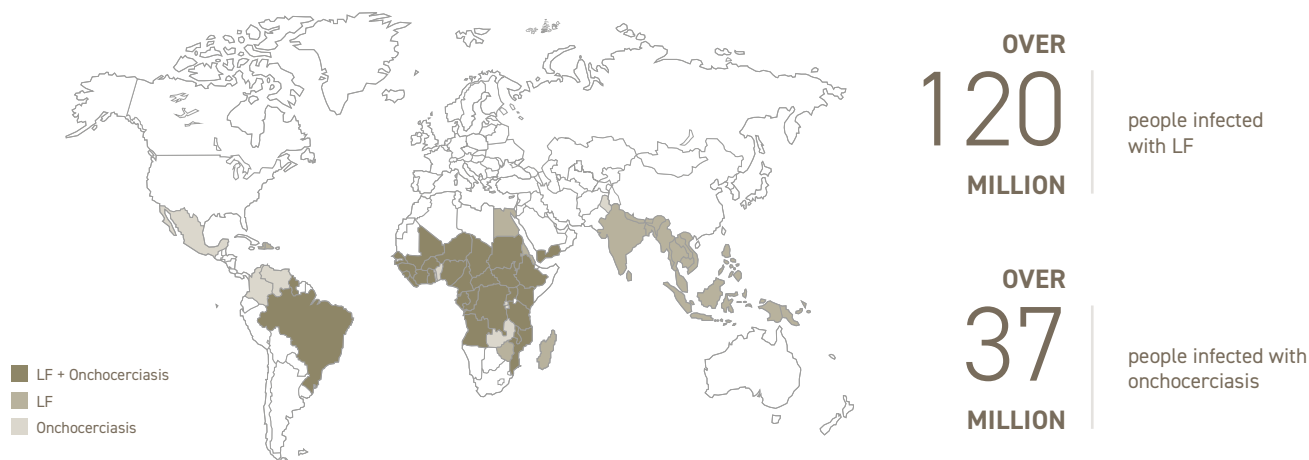 OVER
120
MILLION
people infected
with LF
OVER
37
MILLION
people infected with
onchocerciasis
LF + Onchocerciasis
LF
Onchocerciasis